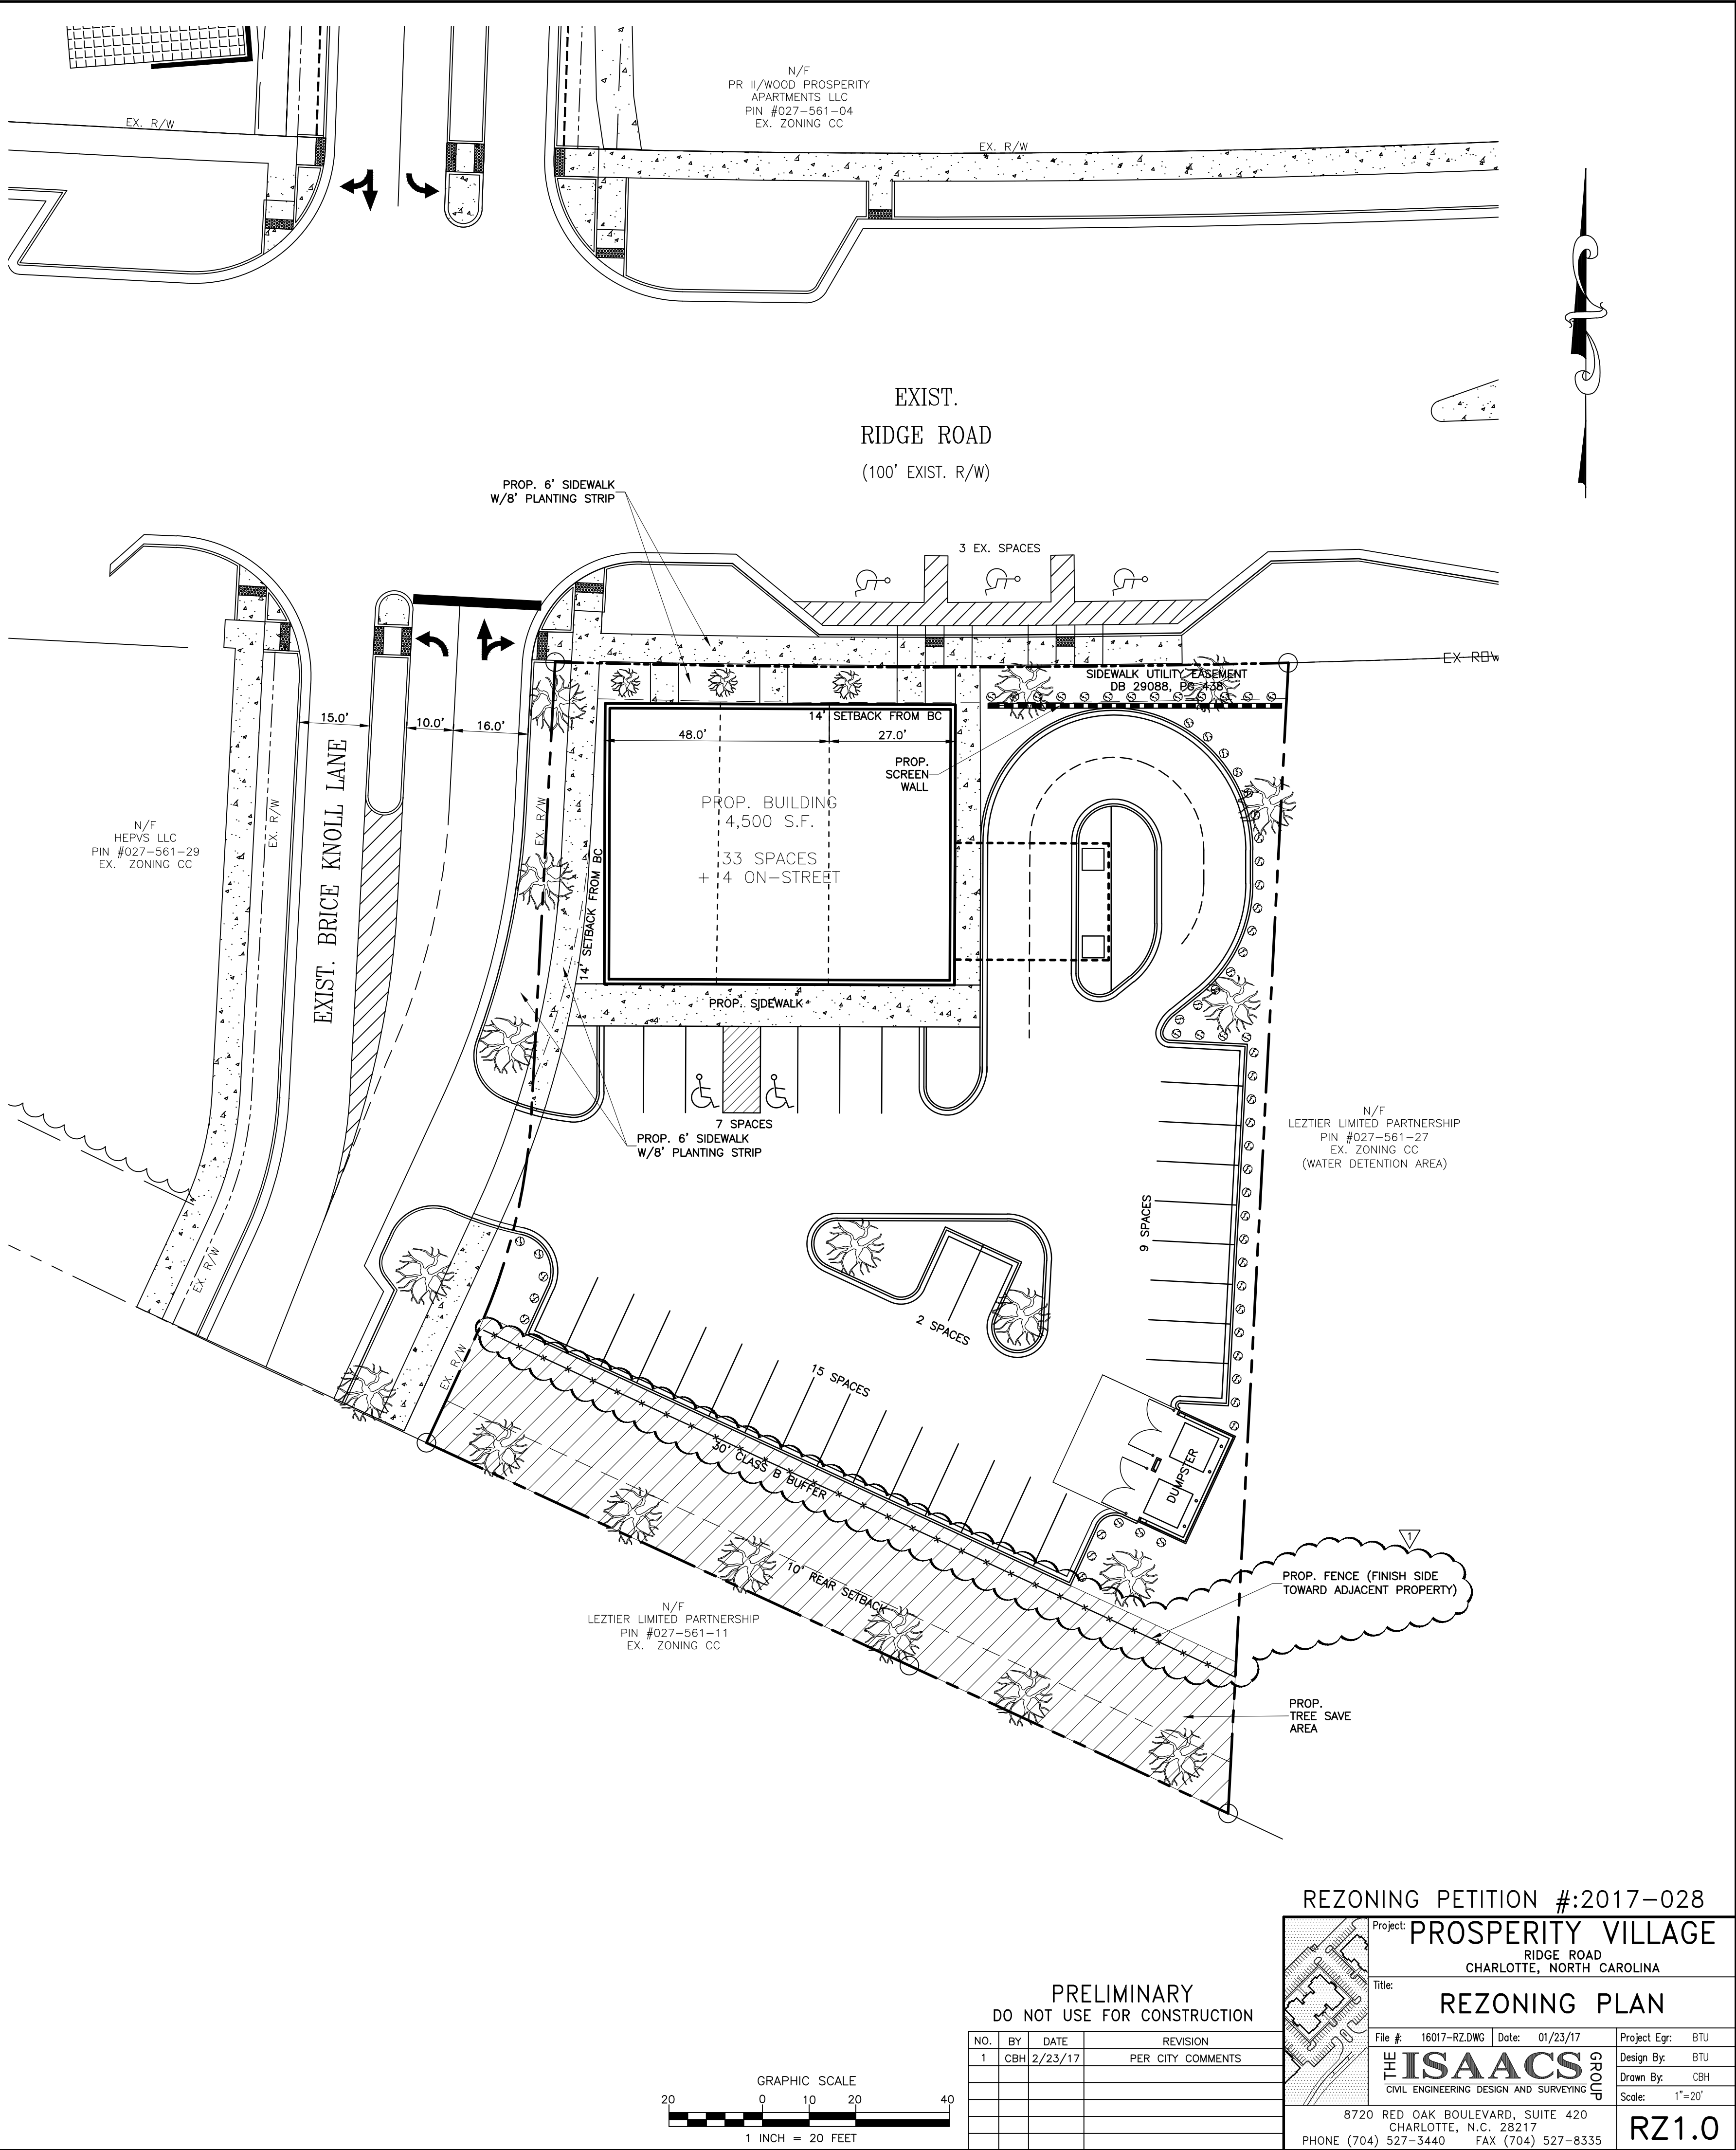 N/F
PR II/WOOD PROSPERITY
APARTMENTS LLC
PIN #027-561-04
EX. ZONING CC
EX. R/W
EX. R/W
EXIST.
RIDGE ROAD
(100' EXIST. R/W)
PROP. 6' SIDEWALK
W/8' PLANTING STRIP
3 EX. SPACES
EX ROW
SIDEWALK UTILITY EASEMENT
DB 29088, PG 438
15.0'
10.0'
16.0'
14' SETBACK FROM BC
48.0'
27.0'
PROP.
SCREEN
WALL
PROP. BUILDING
4,500 S.F.
33 SPACES
+ 4 ON-STREET
N/F
HEPVS LLC
PIN #027-561-29
EX. ZONING CC
EX. R/W
EXIST. BRICE KNOLL LANE
EX. R/W
14' SETBACK FROM BC
PROP. SIDEWALK
7 SPACES
PROP. 6' SIDEWALK
W/8' PLANTING STRIP
N/F
LEZTIER LIMITED PARTNERSHIP
PIN #027-561-27
EX. ZONING CC
(WATER DETENTION AREA)
9 SPACES
EX. R/W
2 SPACES
EX. R/W
15 SPACES
30' CLASS B BUFFER
DUMPSTER
1
PROP. FENCE (FINISH SIDE
TOWARD ADJACENT PROPERTY)
10' REAR SETBACK
N/F
LEZTIER LIMITED PARTNERSHIP
PIN #027-561-11
EX. ZONING CC
PROP.
TREE SAVE
AREA
REZONING PETITION #:2017-028
Project: PROSPERITY VILLAGE
RIDGE ROAD
CHARLOTTE, NORTH CAROLINA
Title:
REZONING PLAN
File #: 16017-RZ.DWG Date: 01/23/17 Project Egr: BTU
THE ISAACS GROUP
CIVIL ENGINEERING DESIGN AND SURVEYING
Design By: BTU
Drawn By: CBH
Scale: 1"=20'
8720 RED OAK BOULEVARD, SUITE 420
CHARLOTTE, N.C. 28217
PHONE (704) 527-3440 FAX (704) 527-8335
RZ1.0
PRELIMINARY
DO NOT USE FOR CONSTRUCTION
NO. BY DATE REVISION
1 CBH 2/23/17 PER CITY COMMENTS
GRAPHIC SCALE
20 0 10 20 40
1 INCH = 20 FEET